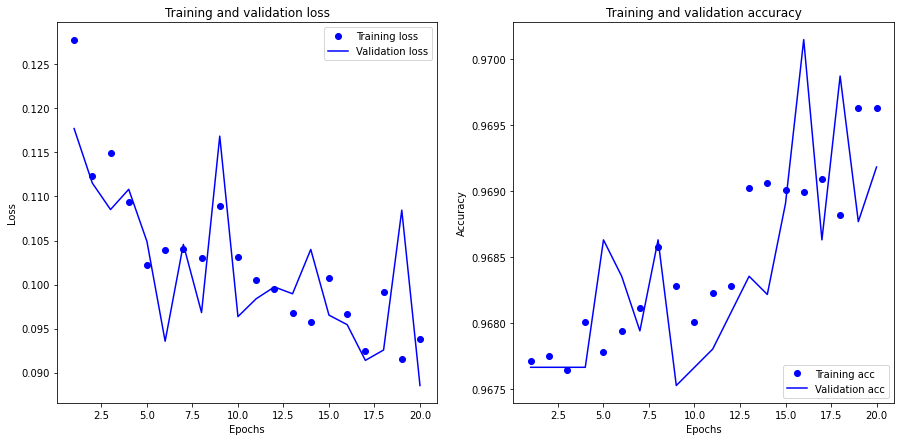 Training and validation loss
Training loss
Validation loss
0.125
0.120
0.115
0.110
0.105
0.100
0.095
0.090
Loss
2.5 5.0 7.5 10.0 12.5 15.0 17.5 20.0
Epochs
Training and validation accuracy
0.9700
0.9695
0.9690
0.9685
0.9680
0.9675
Accuracy
Training acc
Validation acc
2.5 5.0 7.5 10.0 12.5 15.0 17.5 20.0
Epochs